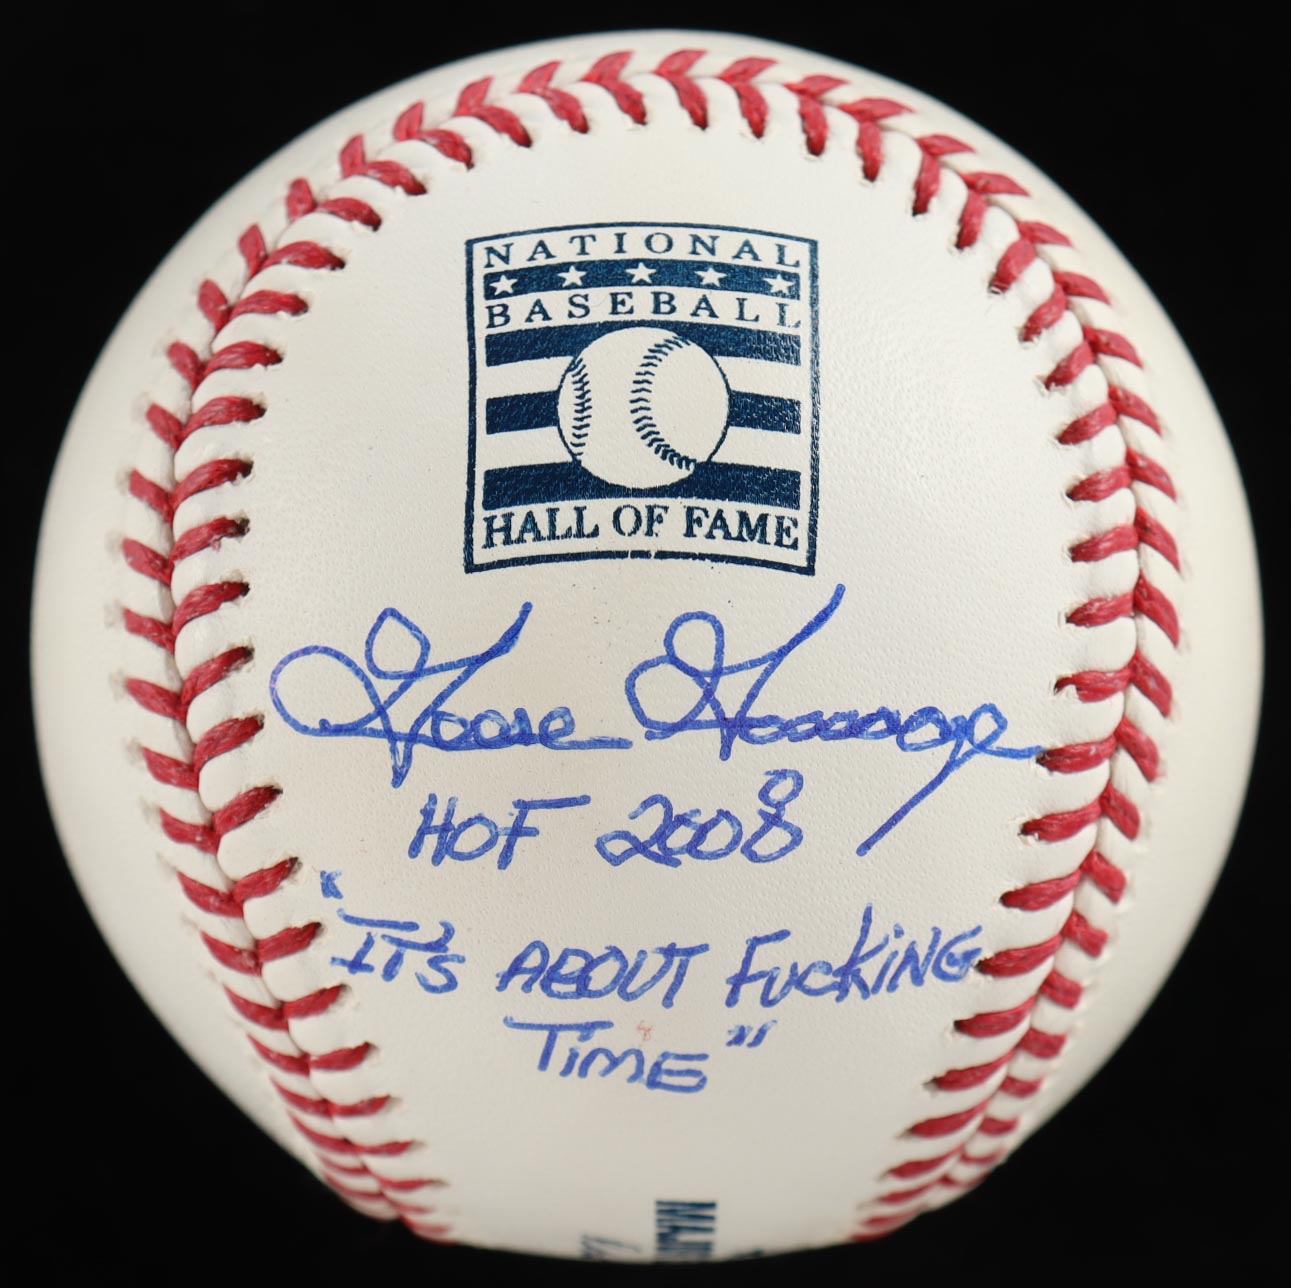 NATIONAL
BASEBALL
HALL OF FAME
Goose Gossage
HOF 2008
"IT'S ABOUT FUCKING
TIME"